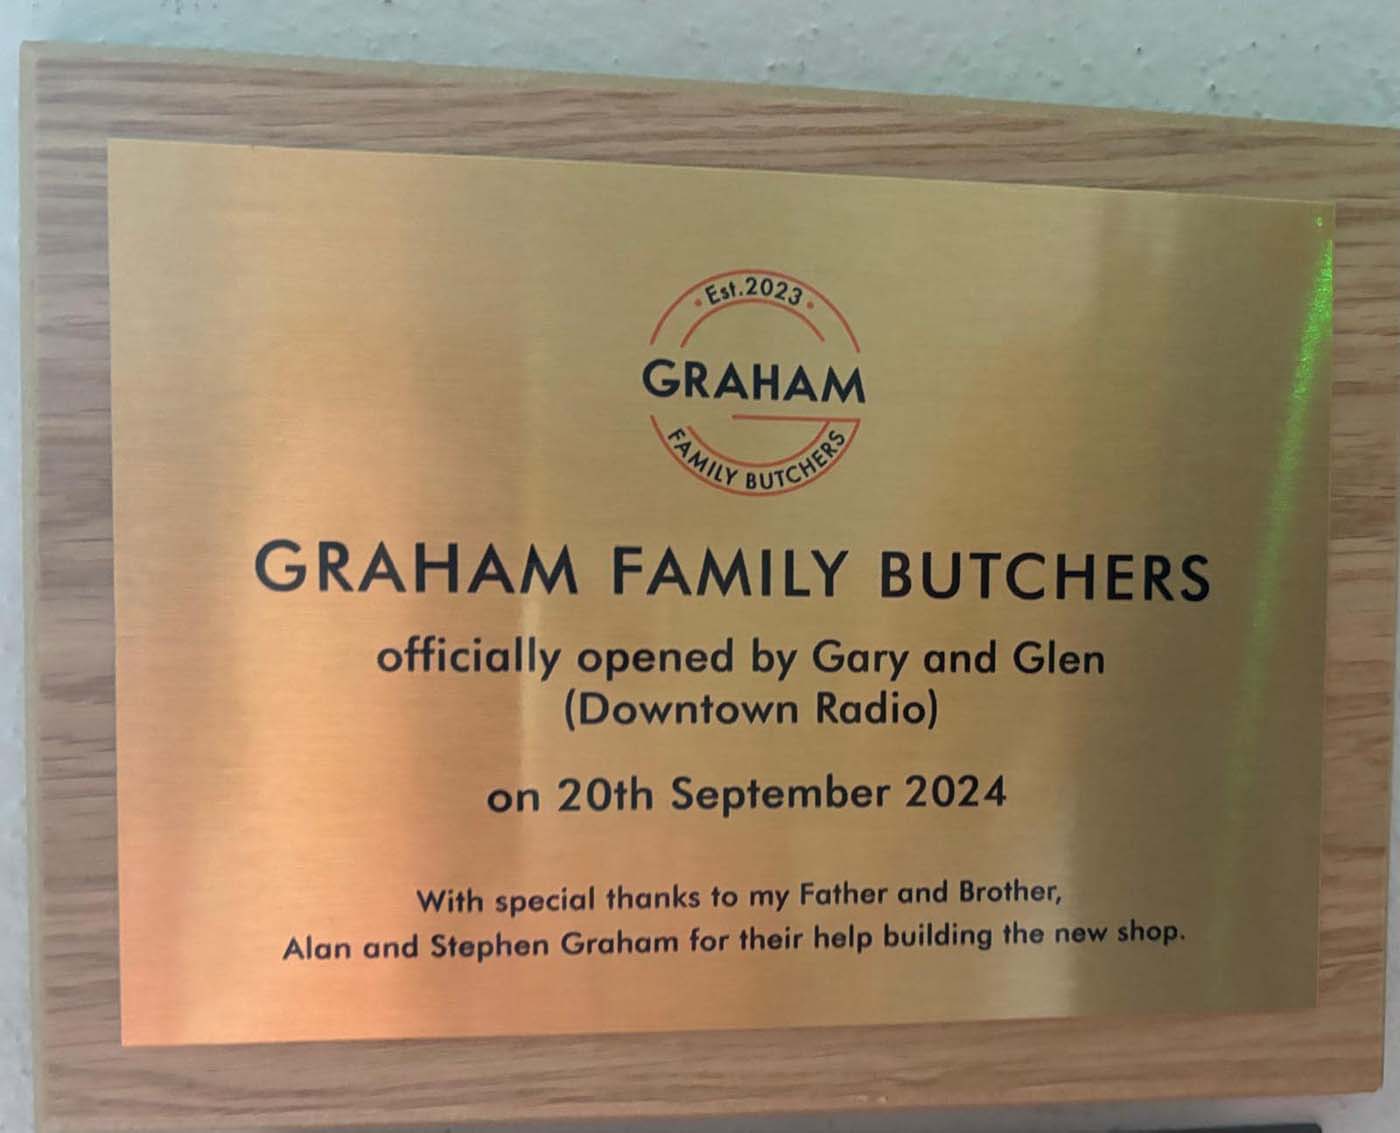 Est.2023
GRAHAM
FAMILY BUTCHERS
GRAHAM FAMILY BUTCHERS
officially opened by Gary and Glen
(Downtown Radio)
on 20th September 2024
With special thanks to my Father and Brother,
Alan and Stephen Graham for their help building the new shop.